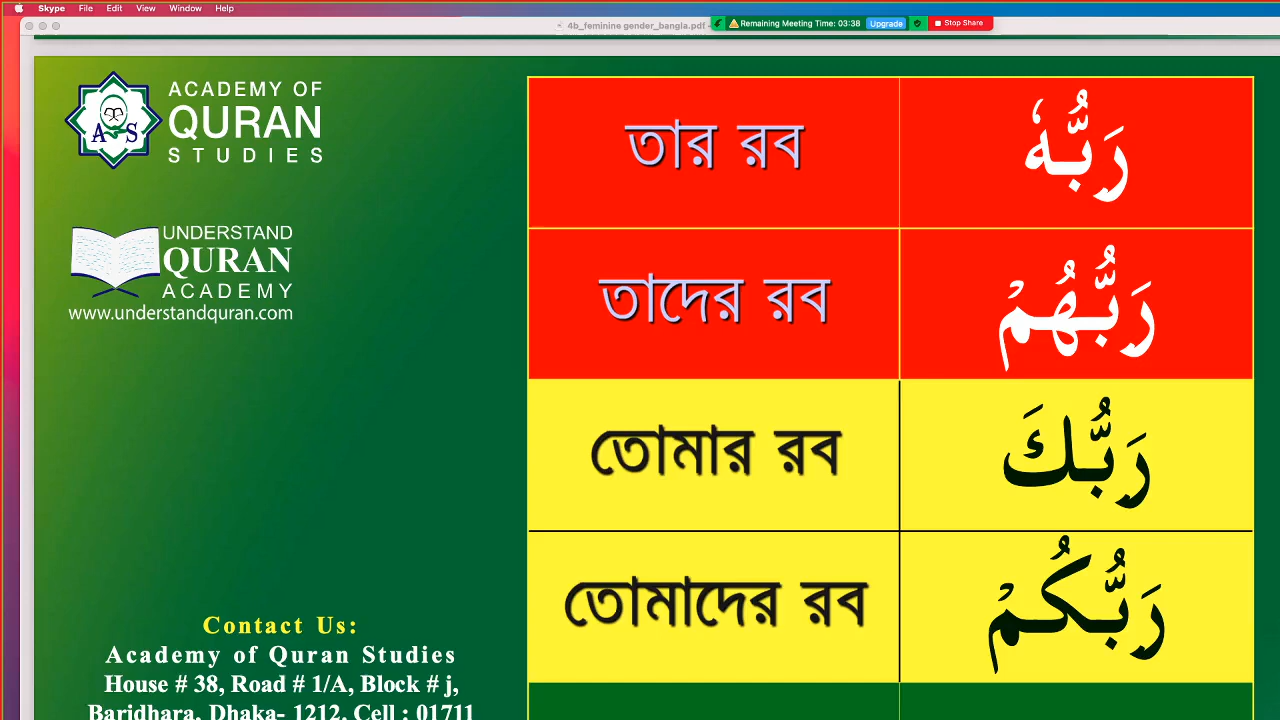 Skype File Edit View Window Help
4b_feminine gender_bangla.pdf
Remaining Meeting Time: 03:38 Upgrade Stop Share
ACADEMY OF
QURAN
STUDIES
A S
UNDERSTAND
QURAN
ACADEMY
www.understandquran.com
তার রব رَبُّهٗ
তাদের রব رَبُّهُمْ
তোমার রব رَبُّكَ
তোমাদের রব رَبُّكُمْ
Contact Us:
Academy of Quran Studies
House # 38, Road # 1/A, Block # j,
Baridhara, Dhaka- 1212, Cell : 01711